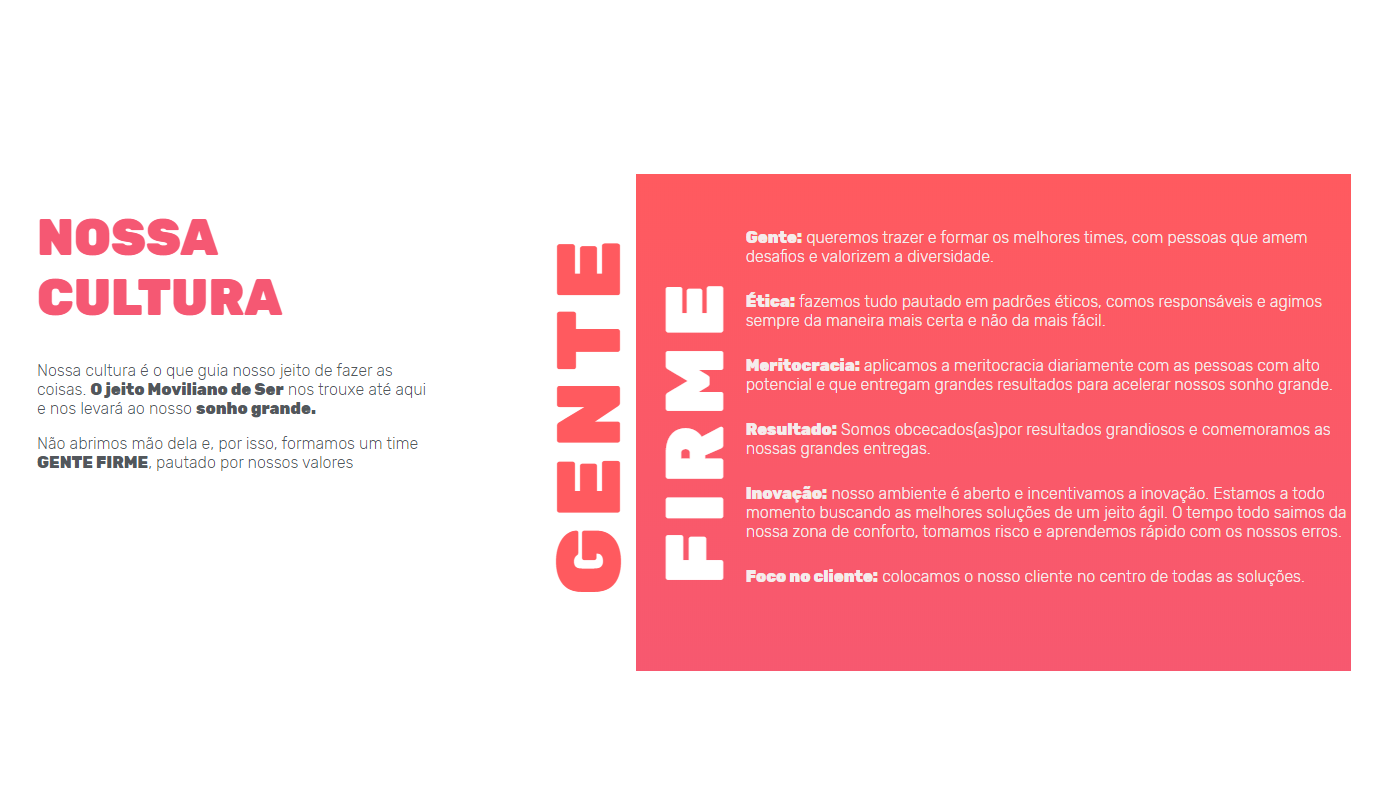 NOSSA
CULTURA
Nossa cultura é o que guia nosso jeito de fazer as
coisas. O jeito Moviliano de Ser nos trouxe até aqui
e nos levará ao nosso sonho grande.
Não abrimos mão dela e, por isso, formamos um time
GENTE FIRME, pautado por nossos valores
GENTE
FIRME
Gente: queremos trazer e formar os melhores times, com pessoas que amem
desafios e valorizem a diversidade.
Ética: fazemos tudo pautado em padrões éticos, comos responsáveis e agimos
sempre da maneira mais certa e não da mais fácil.
Meritocracia: aplicamos a meritocracia diariamente com as pessoas com alto
potencial e que entregam grandes resultados para acelerar nossos sonho grande.
Resultado: Somos obcecados(as)por resultados grandiosos e comemoramos as
nossas grandes entregas.
Inovação: nosso ambiente é aberto e incentivamos a inovação. Estamos a todo
momento buscando as melhores soluções de um jeito ágil. O tempo todo saimos da
nossa zona de conforto, tomamos risco e aprendemos rápido com os nossos erros.
Foco no cliente: colocamos o nosso cliente no centro de todas as soluções.